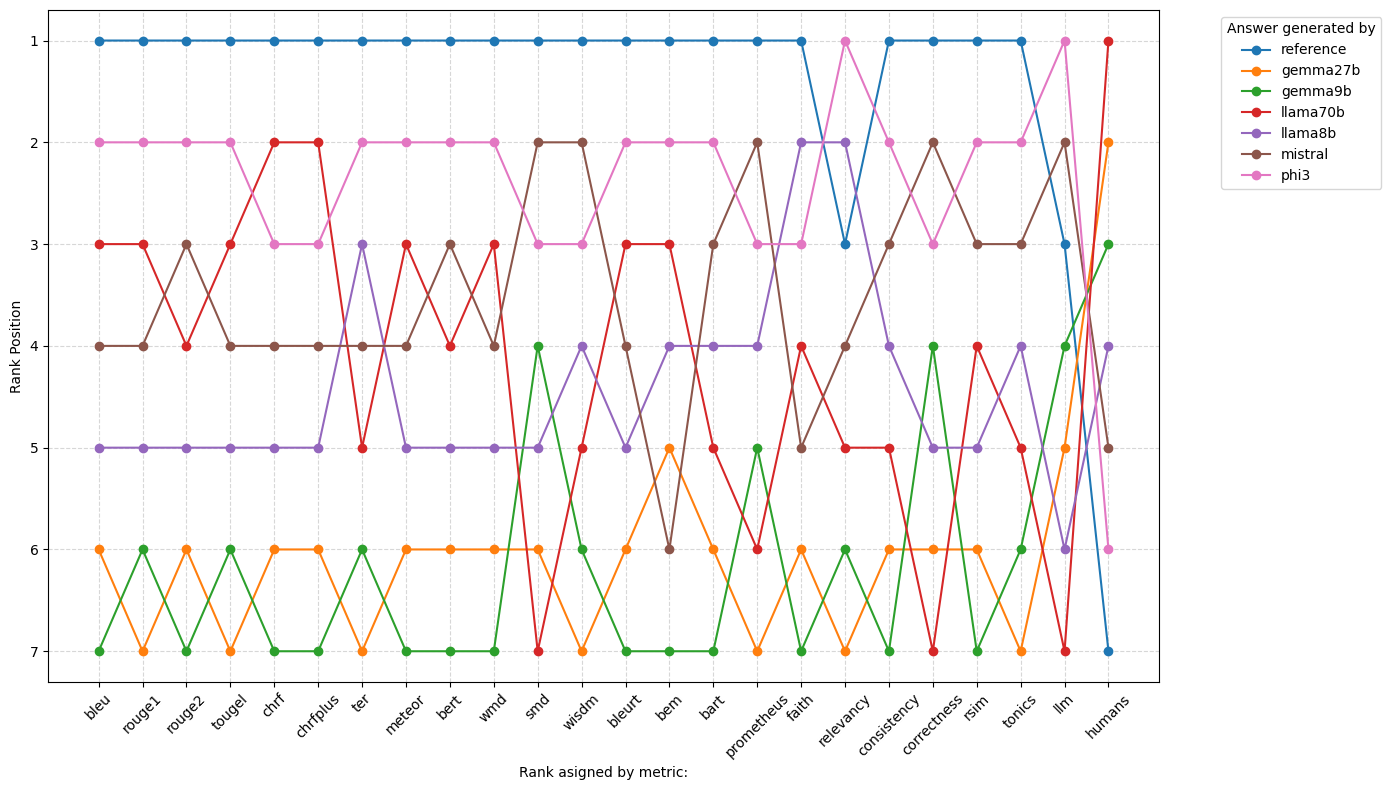 Answer generated by
reference
gemma27b
gemma9b
llama70b
llama8b
mistral
phi3
Rank Position
1
2
3
4
5
6
7
bleu
rouge1
rouge2
tougel
chrf
chrfplus
ter
meteor
bert
wmd
smd
wisdm
bleurt
bem
bart
prometheus
faith
relevancy
consistency
correctness
rsim
tonics
llm
humans
Rank asigned by metric: